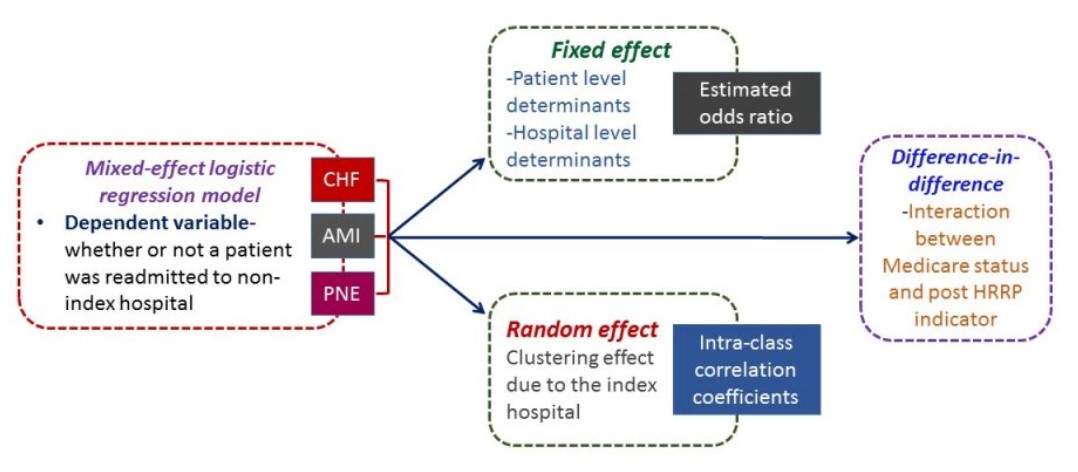 Mixed-effect logistic
regression model
• Dependent variable-
whether or not a patient
was readmitted to non-
index hospital
CHF
AMI
PNE
Fixed effect
-Patient level
determinants
-Hospital level
determinants
Estimated
odds ratio
Random effect
Clustering effect
due to the index
hospital
Intra-class
correlation
coefficients
Difference-in-
difference
-Interaction
between
Medicare status
and post HRRP
indicator